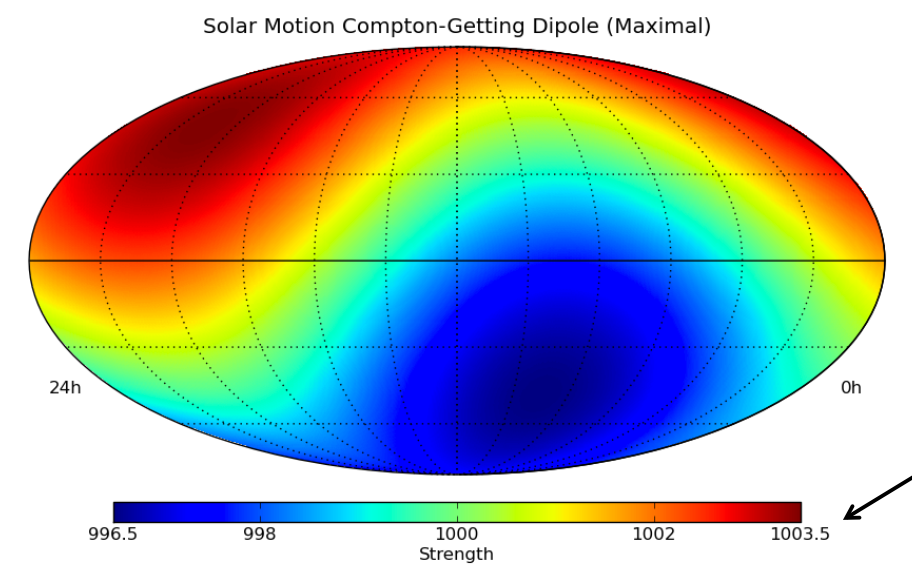 Solar Motion Compton-Getting Dipole (Maximal)
24h
0h
996.5 998 1000 1002 1003.5
Strength